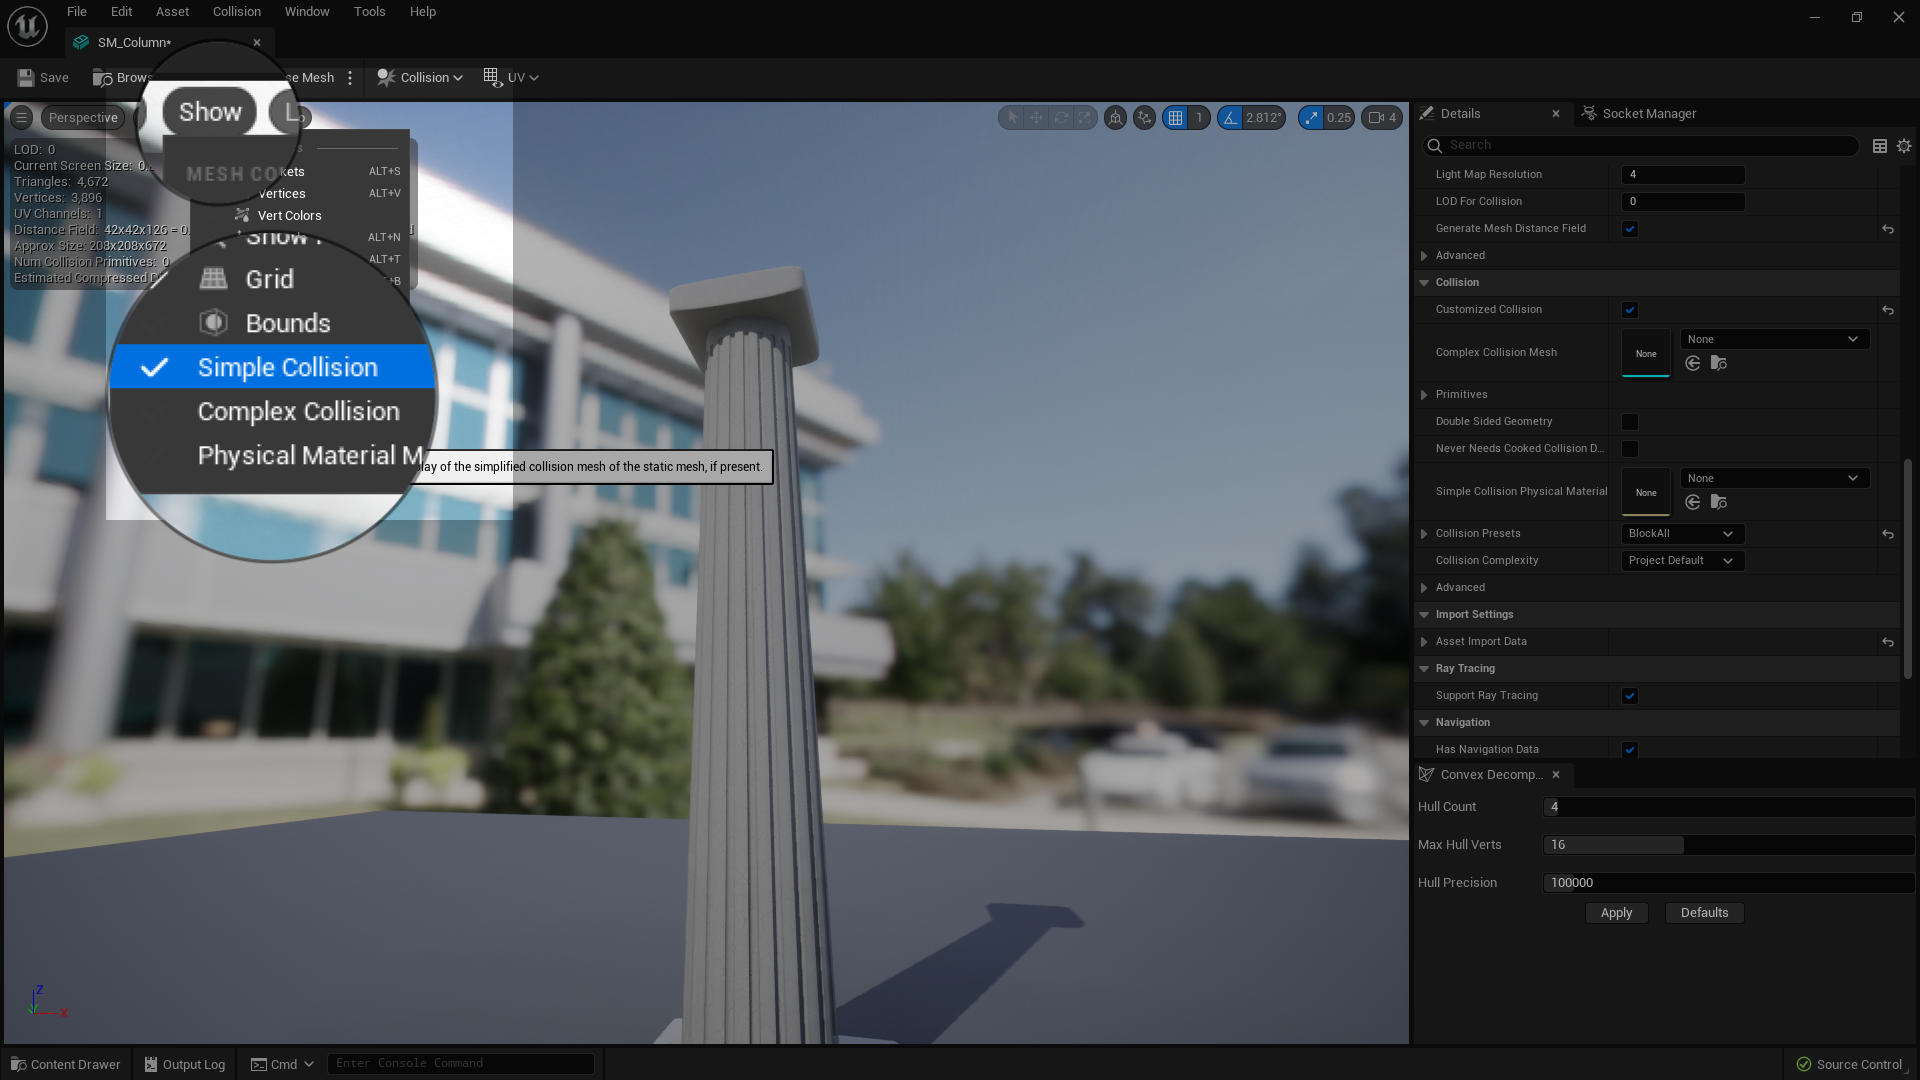 File Edit Asset Collision Window Tools Help
SM_Column*
Save Brows se Mesh Collision UV
Perspective Show Lo
1 2.812° 0.25 4
LOD: 0
Current Screen Size: 0.
Triangles: 4,672
Vertices: 3,896
UV Channels: 1
Distance Field: 42x42x126 = 0.
Approx Size: 208x208x672
Num Collision Primitives: 0
Estimated Compressed D
MESH CO
kets ALT+S
Vertices ALT+V
Vert Colors
Show ALT+N
ALT+T
Grid +B
Bounds
Simple Collision
Complex Collision
Physical Material M
lay of the simplified collision mesh of the static mesh, if present.
Z
X
Details Socket Manager
Search
Light Map Resolution 4
LOD For Collision 0
Generate Mesh Distance Field
Advanced
Collision
Customized Collision
Complex Collision Mesh None None
Primitives
Double Sided Geometry
Never Needs Cooked Collision D...
Simple Collision Physical Material None None
Collision Presets BlockAll
Collision Complexity Project Default
Advanced
Import Settings
Asset Import Data
Ray Tracing
Support Ray Tracing
Navigation
Has Navigation Data
Convex Decomp...
Hull Count 4
Max Hull Verts 16
Hull Precision 100000
Apply Defaults
Content Drawer Output Log Cmd Enter Console Command Source Control